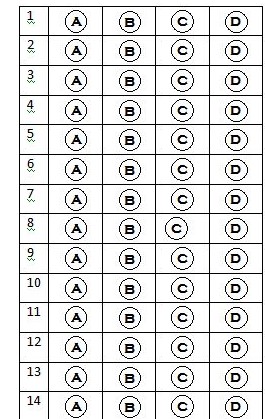 1 A B C D
2 A B C D
3 A B C D
4 A B C D
5 A B C D
6 A B C D
7 A B C D
8 A B C D
9 A B C D
10 A B C D
11 A B C D
12 A B C D
13 A B C D
14 A B C D